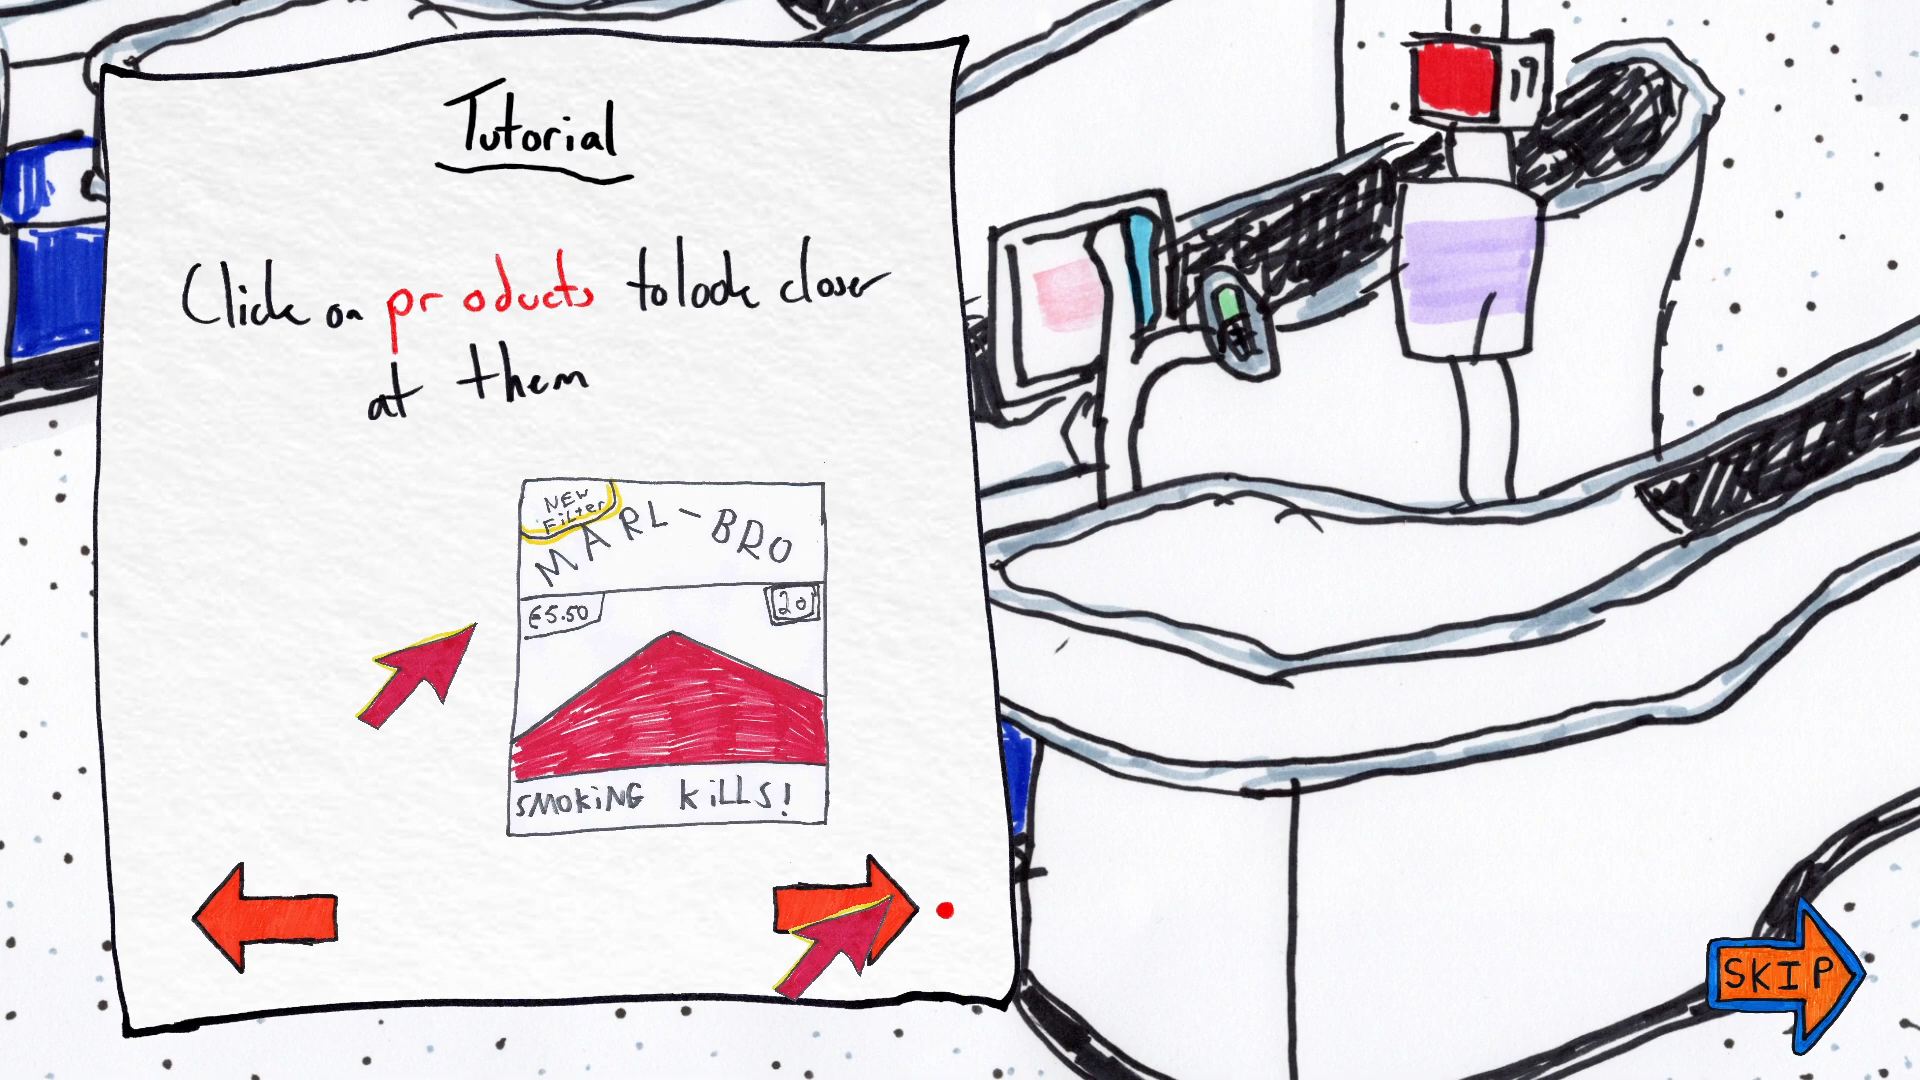 Tutorial
Click on products to look closer
at them
NEW
FiLter
MARL-BRO
€5.50
20
SMOKiNG KiLLS!
19
SKIP